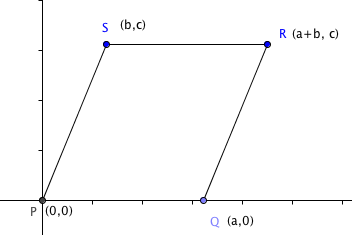 S (b,c)
R (a+b, c)
P (0,0)
Q (a,0)